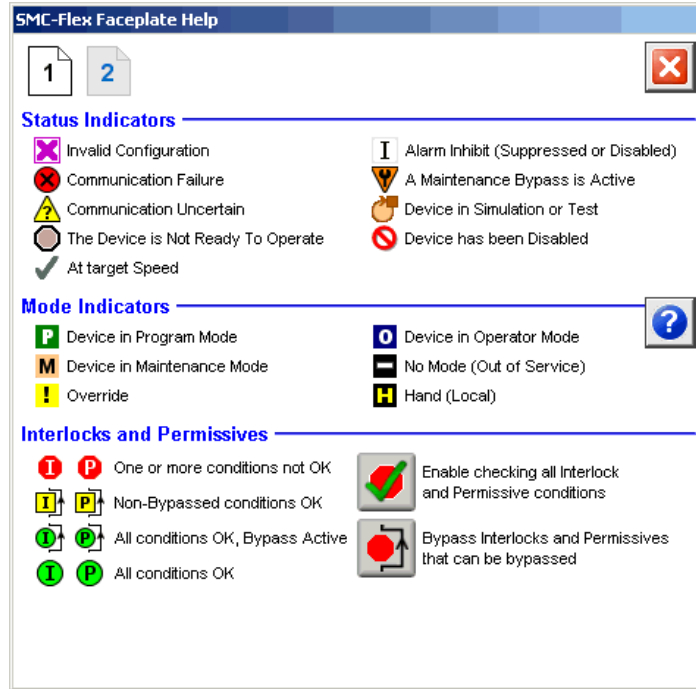 SMC-Flex Faceplate Help
1 2
Status Indicators
Invalid Configuration
I Alarm Inhibit (Suppressed or Disabled)
Communication Failure
A Maintenance Bypass is Active
? Communication Uncertain
Device in Simulation or Test
The Device is Not Ready To Operate
Device has been Disabled
At target Speed
Mode Indicators
?
P Device in Program Mode
O Device in Operator Mode
M Device in Maintenance Mode
No Mode (Out of Service)
! Override
H Hand (Local)
Interlocks and Permissives
I P One or more conditions not OK
Enable checking all Interlock
and Permissive conditions
I P Non-Bypassed conditions OK
I P All conditions OK, Bypass Active
Bypass Interlocks and Permissives
that can be bypassed
I P All conditions OK